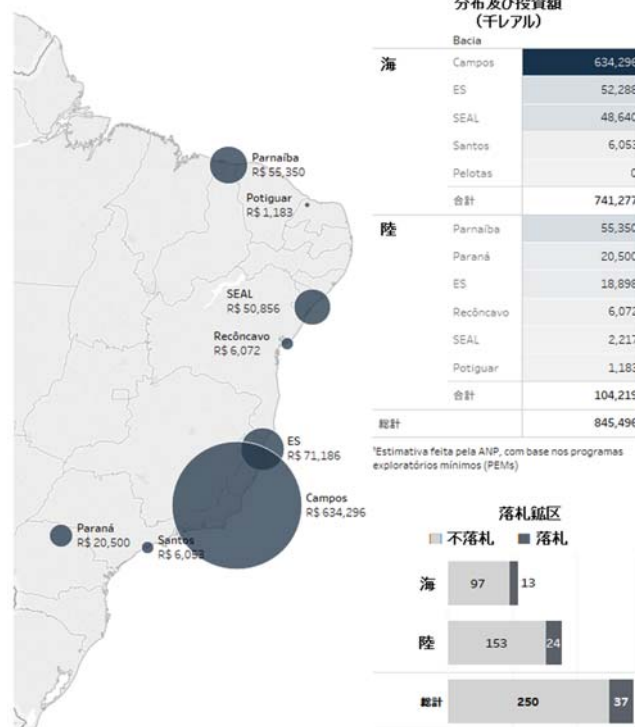 分布及び投資額
(千レアル)
Bacia
海 Campos 634,296
ES 52,288
SEAL 48,640
Santos 6,053
Pelotas 0
合計 741,277
陸 Parnaíba 55,350
Paraná 20,500
ES 18,898
Recôncavo 6,072
SEAL 2,217
Potiguar 1,183
合計 104,219
総計 845,496
¹Estimativa feita pela ANP, com base nos programas
exploratórios mínimos (PEMs)
Parnaíba
R$ 55,350
Potiguar
R$ 1,183
SEAL
R$ 50,856
Recôncavo
R$ 6,072
ES
R$ 71,186
Campos
R$ 634,296
Paraná
R$ 20,500
Santos
R$ 6,053
落札鉱区
不落札 落札
海 97 13
陸 153 24
総計 250 37